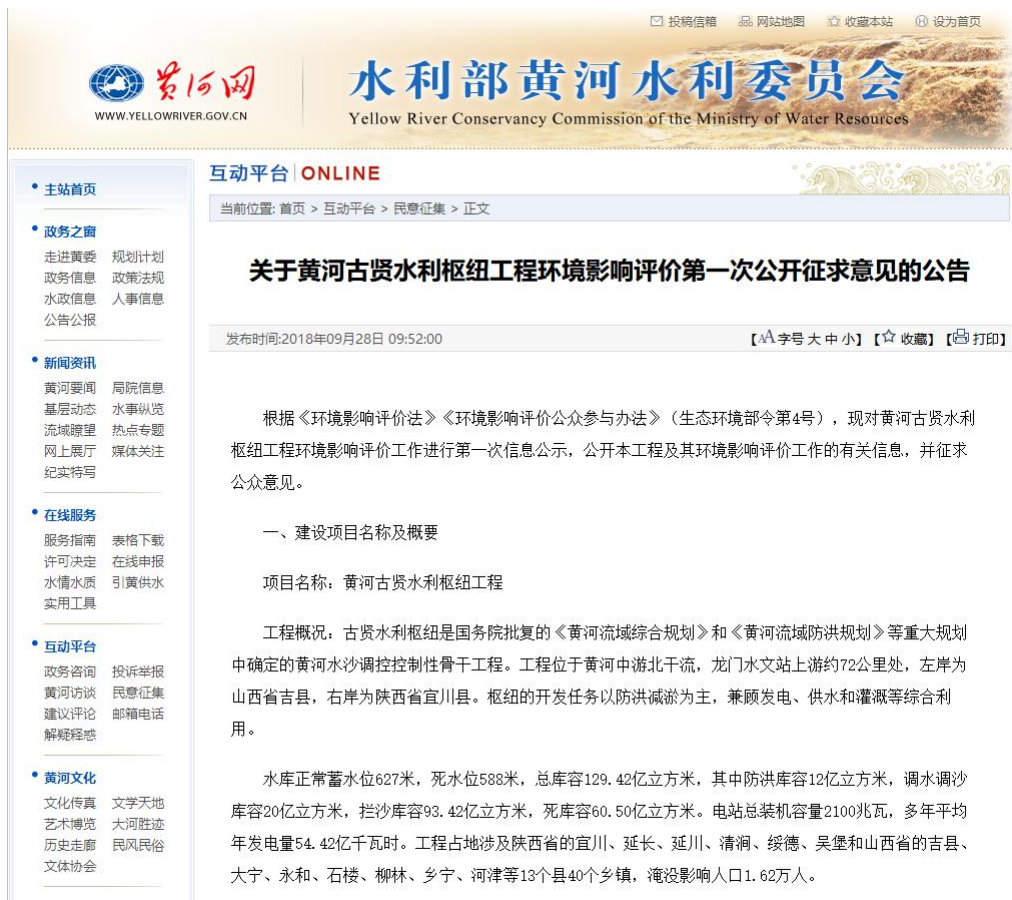 投稿信箱 网站地图 收藏本站 设为首页
黄河网
WWW.YELLOWRIVER.GOV.CN
水利部黄河水利委员会
Yellow River Conservancy Commission of the Ministry of Water Resources
主站首页
政务之窗
走进黄委 规划计划
政务信息 政策法规
水政信息 人事信息
公告公报
新闻资讯
黄河要闻 局院信息
基层动态 水事纵览
流域瞭望 热点专题
网上展厅 媒体关注
纪实特写
在线服务
服务指南 表格下载
许可决定 在线申报
水情水质 引黄供水
实用工具
互动平台
政务咨询 投诉举报
黄河访谈 民意征集
建议评论 邮箱电话
解疑释惑
黄河文化
文化传真 文学天地
艺术博览 大河胜迹
历史走廊 民风民俗
文体协会
互动平台 ONLINE
当前位置: 首页 > 互动平台 > 民意征集 > 正文
关于黄河古贤水利枢纽工程环境影响评价第一次公开征求意见的公告
发布时间:2018年09月28日 09:52:00 【字号 大 中 小】【收藏】【打印】
根据《环境影响评价法》《环境影响评价公众参与办法》（生态环境部令第4号），现对黄河古贤水利
枢纽工程环境影响评价工作进行第一次信息公示，公开本工程及其环境影响评价工作的有关信息，并征求
公众意见。
一、建设项目名称及概要
项目名称：黄河古贤水利枢纽工程
工程概况：古贤水利枢纽是国务院批复的《黄河流域综合规划》和《黄河流域防洪规划》等重大规划
中确定的黄河水沙调控控制性骨干工程。工程位于黄河中游北干流，龙门水文站上游约72公里处，左岸为
山西省吉县，右岸为陕西省宜川县。枢纽的开发任务以防洪减淤为主，兼顾发电、供水和灌溉等综合利
用。
水库正常蓄水位627米，死水位588米，总库容129.42亿立方米，其中防洪库容12亿立方米，调水调沙
库容20亿立方米，拦沙库容93.42亿立方米，死库容60.50亿立方米。电站总装机容量2100兆瓦，多年平均
年发电量54.42亿千瓦时。工程占地涉及陕西省的宜川、延长、延川、清涧、绥德、吴堡和山西省的吉县、
大宁、永和、石楼、柳林、乡宁、河津等13个县40个乡镇，淹没影响人口1.62万人。